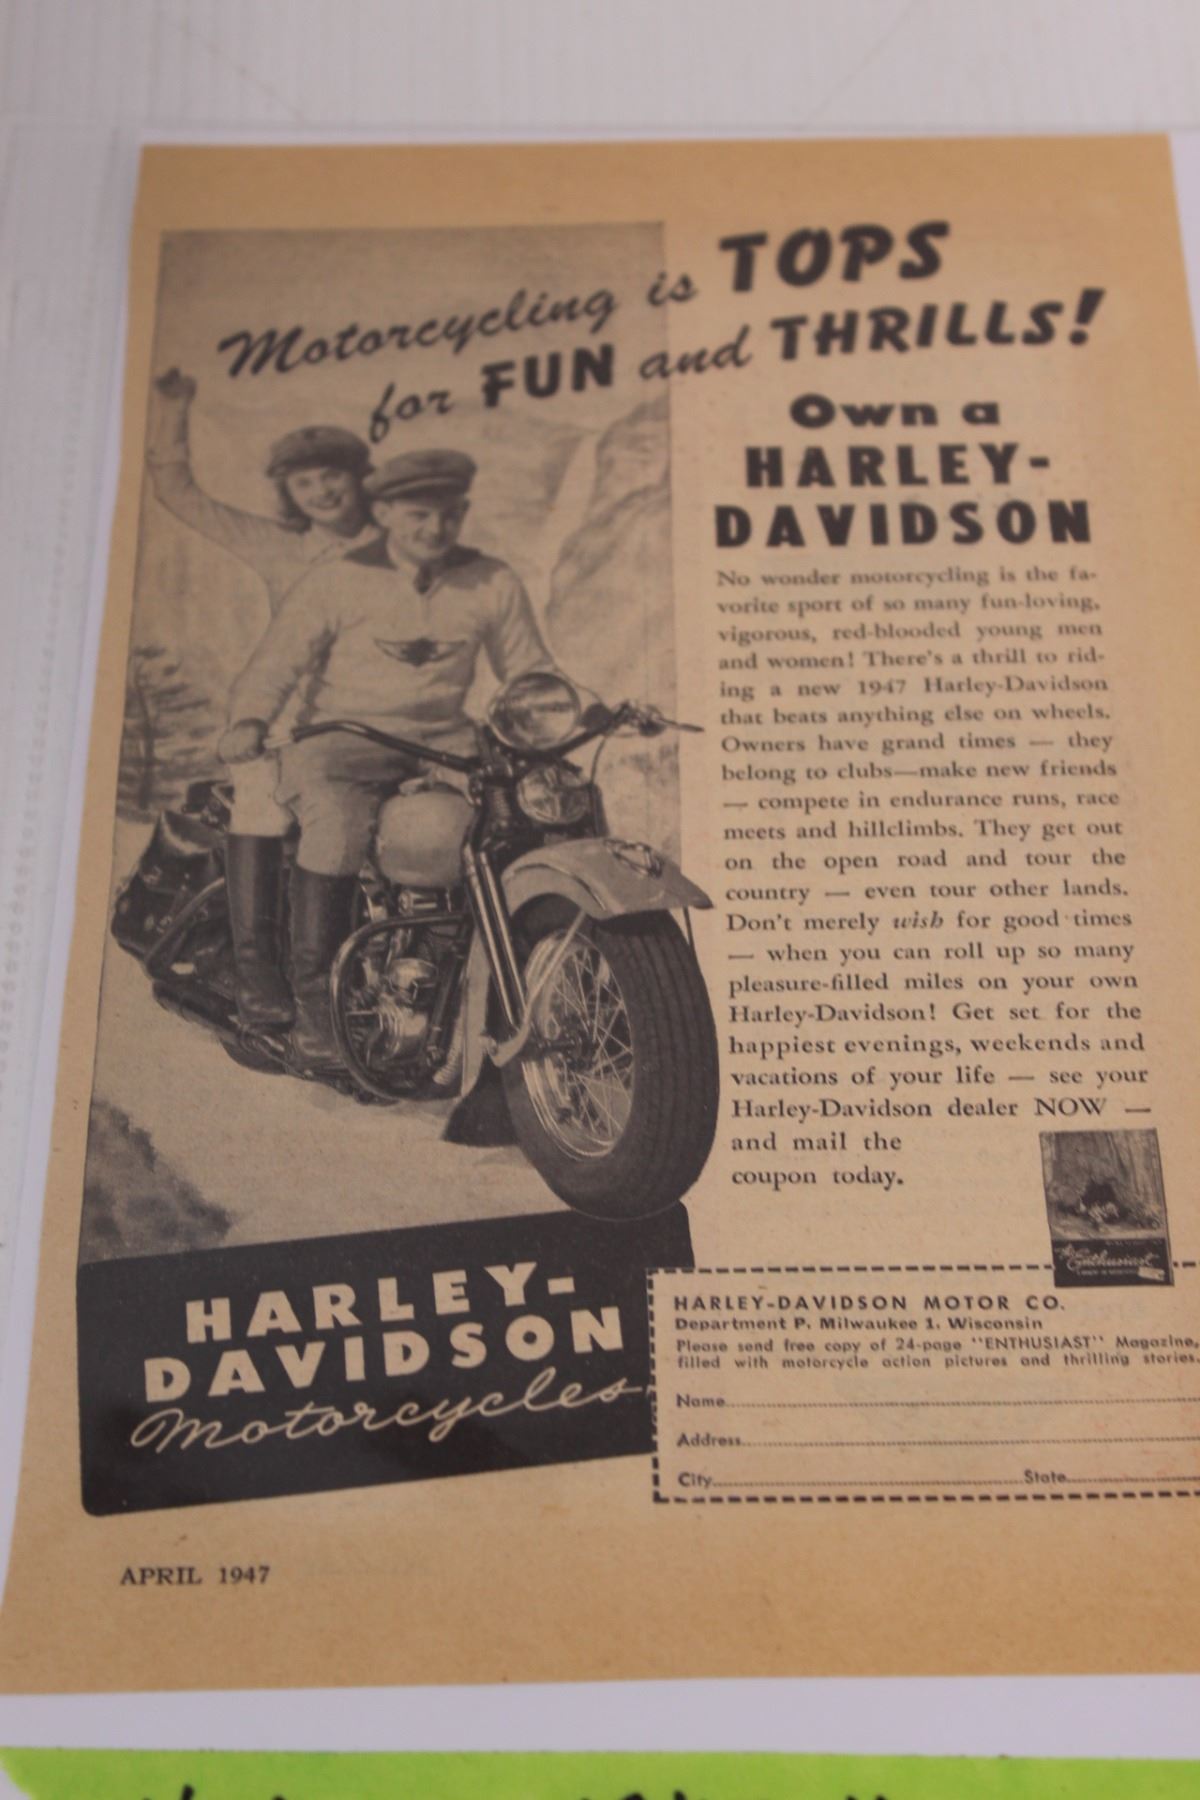 Motorcycling is TOPS
for FUN and THRILLS!
Own a
HARLEY-
DAVIDSON
No wonder motorcycling is the fa-
vorite sport of so many fun-loving,
vigorous, red-blooded young men
and women! There's a thrill to rid-
ing a new 1947 Harley-Davidson
that beats anything else on wheels.
Owners have grand times — they
belong to clubs—make new friends
— compete in endurance runs, race
meets and hillclimbs. They get out
on the open road and tour the
country — even tour other lands.
Don't merely wish for good times
— when you can roll up so many
pleasure-filled miles on your own
Harley-Davidson! Get set for the
happiest evenings, weekends and
vacations of your life — see your
Harley-Davidson dealer NOW —
and mail the
coupon today.
The Enthusiast
HARLEY-
DAVIDSON
Motorcycles
HARLEY-DAVIDSON MOTOR CO.
Department P, Milwaukee 1, Wisconsin
Please send free copy of 24-page "ENTHUSIAST" Magazine,
filled with motorcycle action pictures and thrilling stories.
Name
Address
City State
APRIL 1947